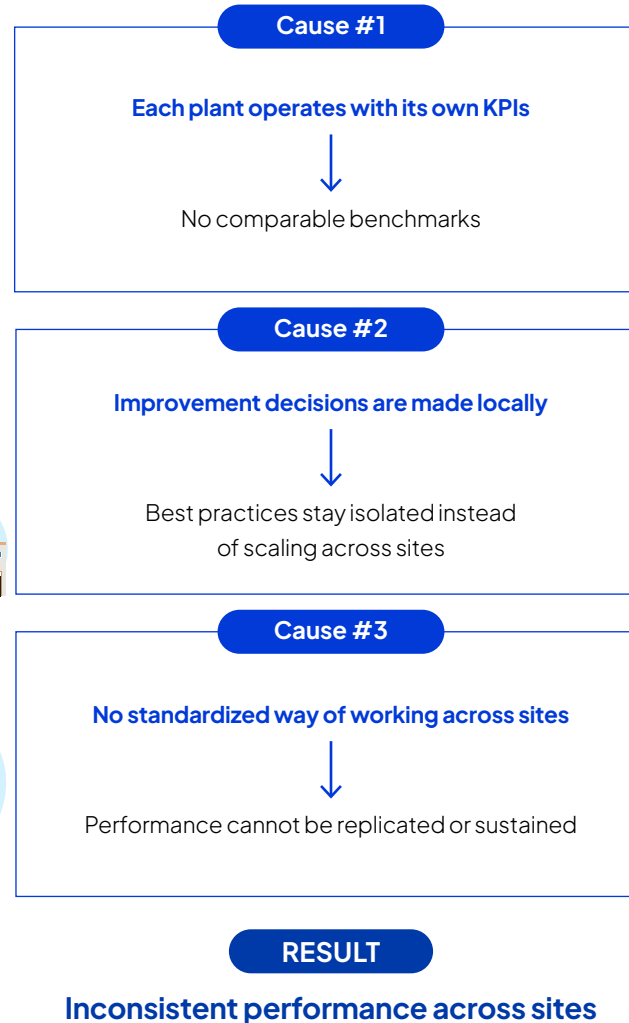 Cause #1
Each plant operates with its own KPIs
No comparable benchmarks
Cause #2
Improvement decisions are made locally
Best practices stay isolated instead
of scaling across sites
Cause #3
No standardized way of working across sites
Performance cannot be replicated or sustained
RESULT
Inconsistent performance across sites